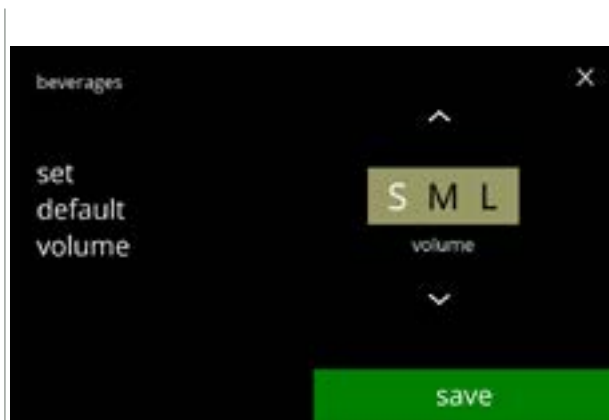 beverages
set
default
volume
S M L
volume
save